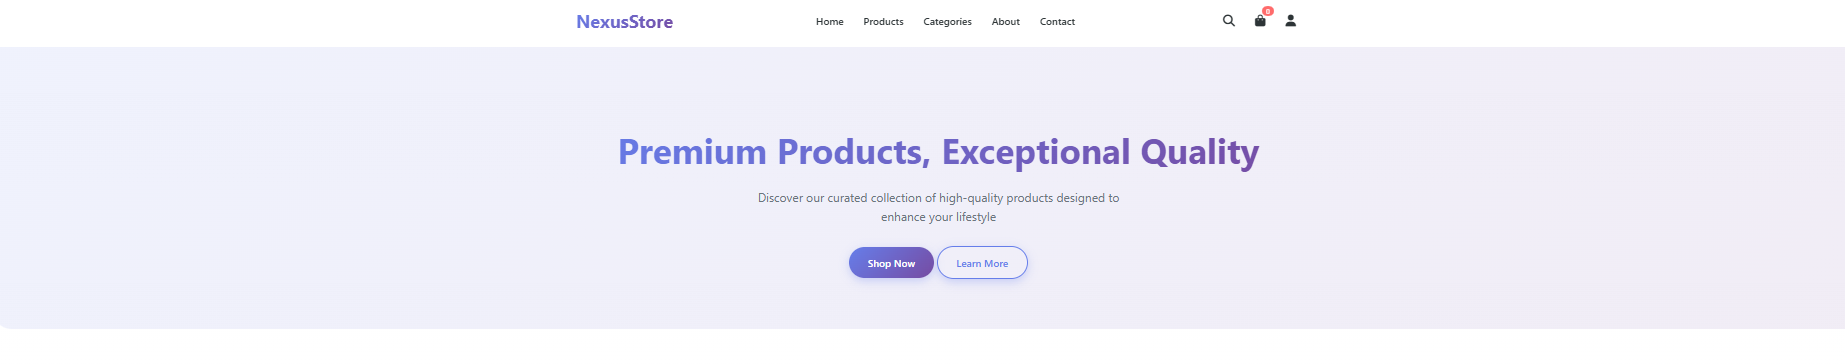 NexusStore
Home Products Categories About Contact
0
Premium Products, Exceptional Quality
Discover our curated collection of high-quality products designed to
enhance your lifestyle
Shop Now Learn More